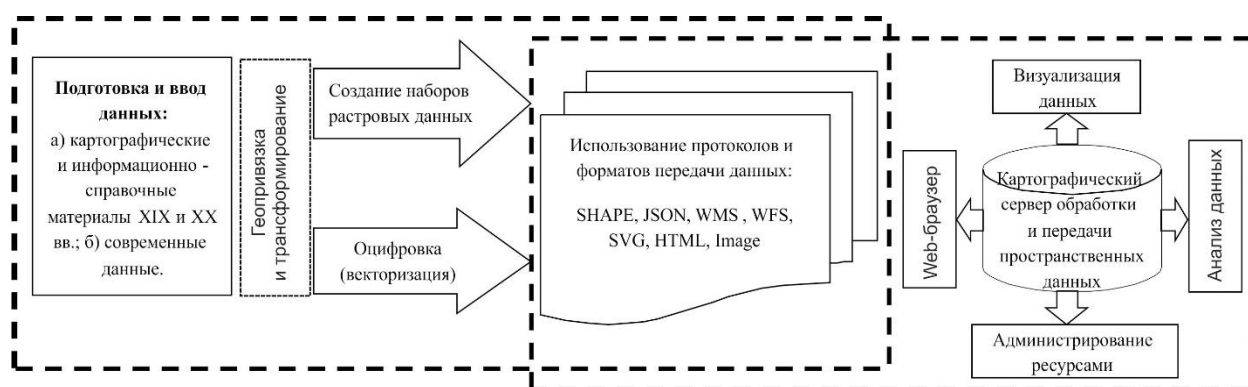 Подготовка и ввод
данных:
а) картографические
и информационно -
справочные
материалы XIX и XX
вв.; б) современные
данные.
Геопривязка
и трансформирование
Создание наборов
растровых данных
Оцифровка
(векторизация)
Использование протоколов и
форматов передачи данных:
SHAPE, JSON, WMS , WFS,
SVG, HTML, Image
Web-браузер
Визуализация
данных
Картографический
сервер обработки
и передачи
пространственных
данных
Анализ данных
Администрирование
ресурсами